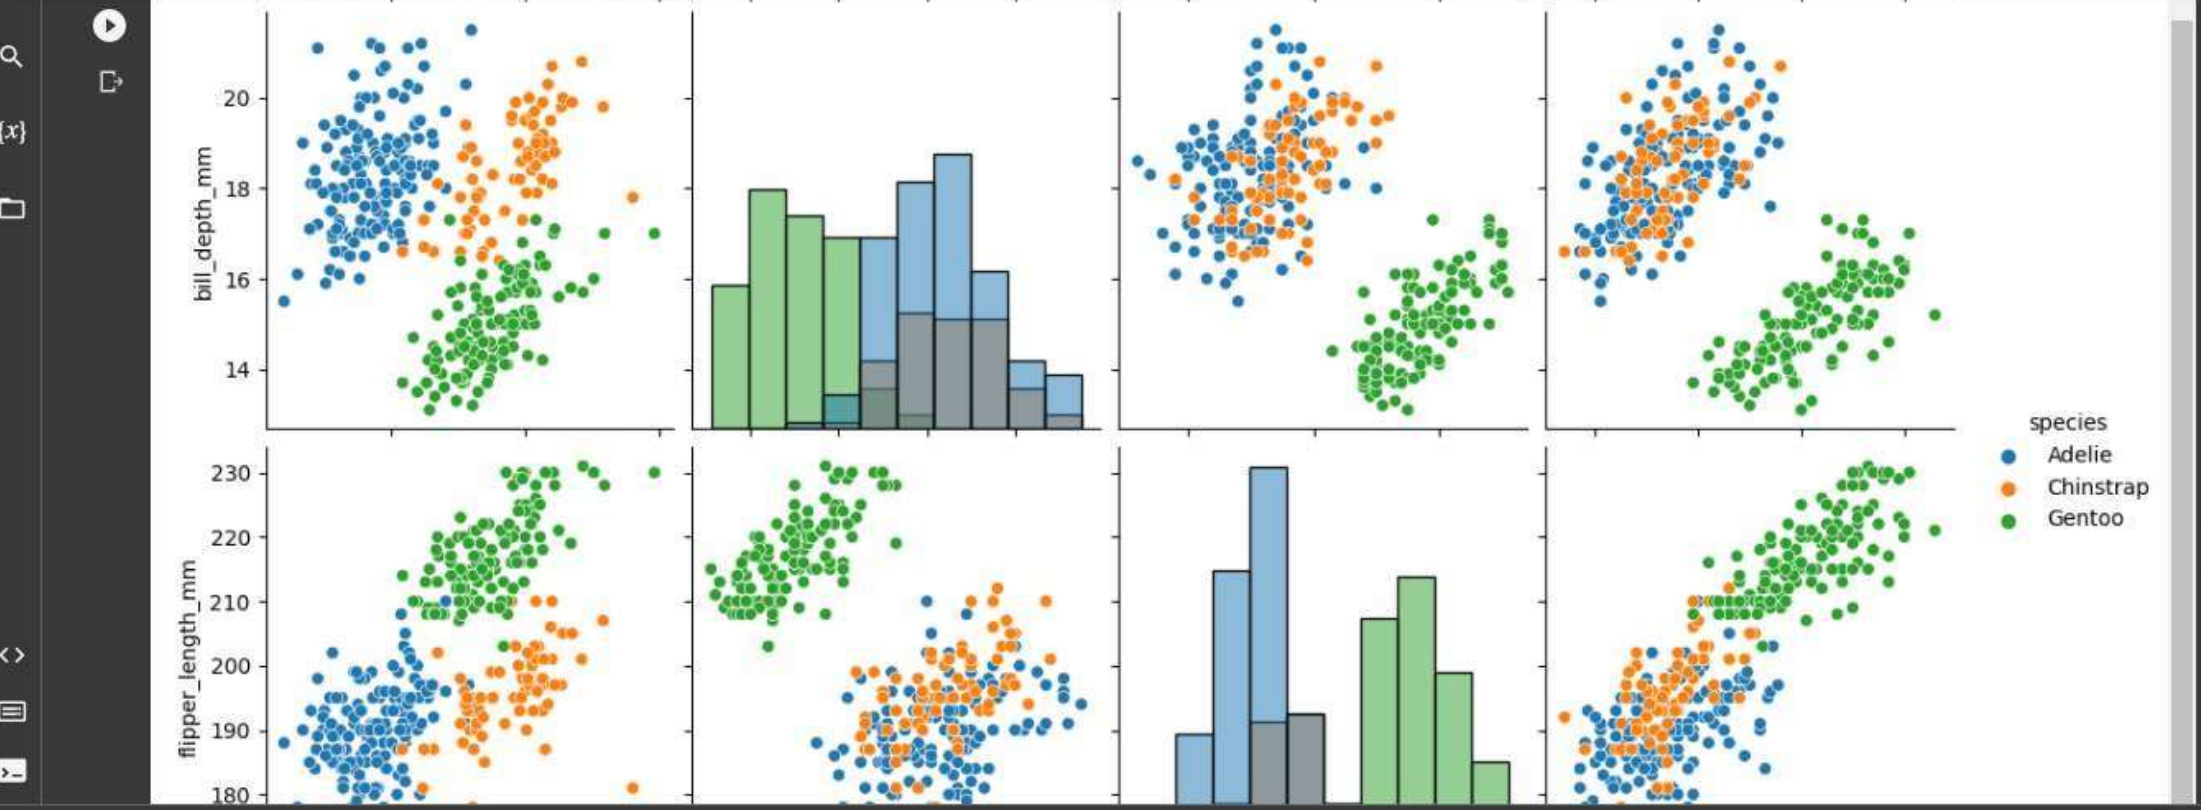 {x}
bill_depth_mm
20
18
16
14
species
Adelie
Chinstrap
Gentoo
flipper_length_mm
230
220
210
200
190
180